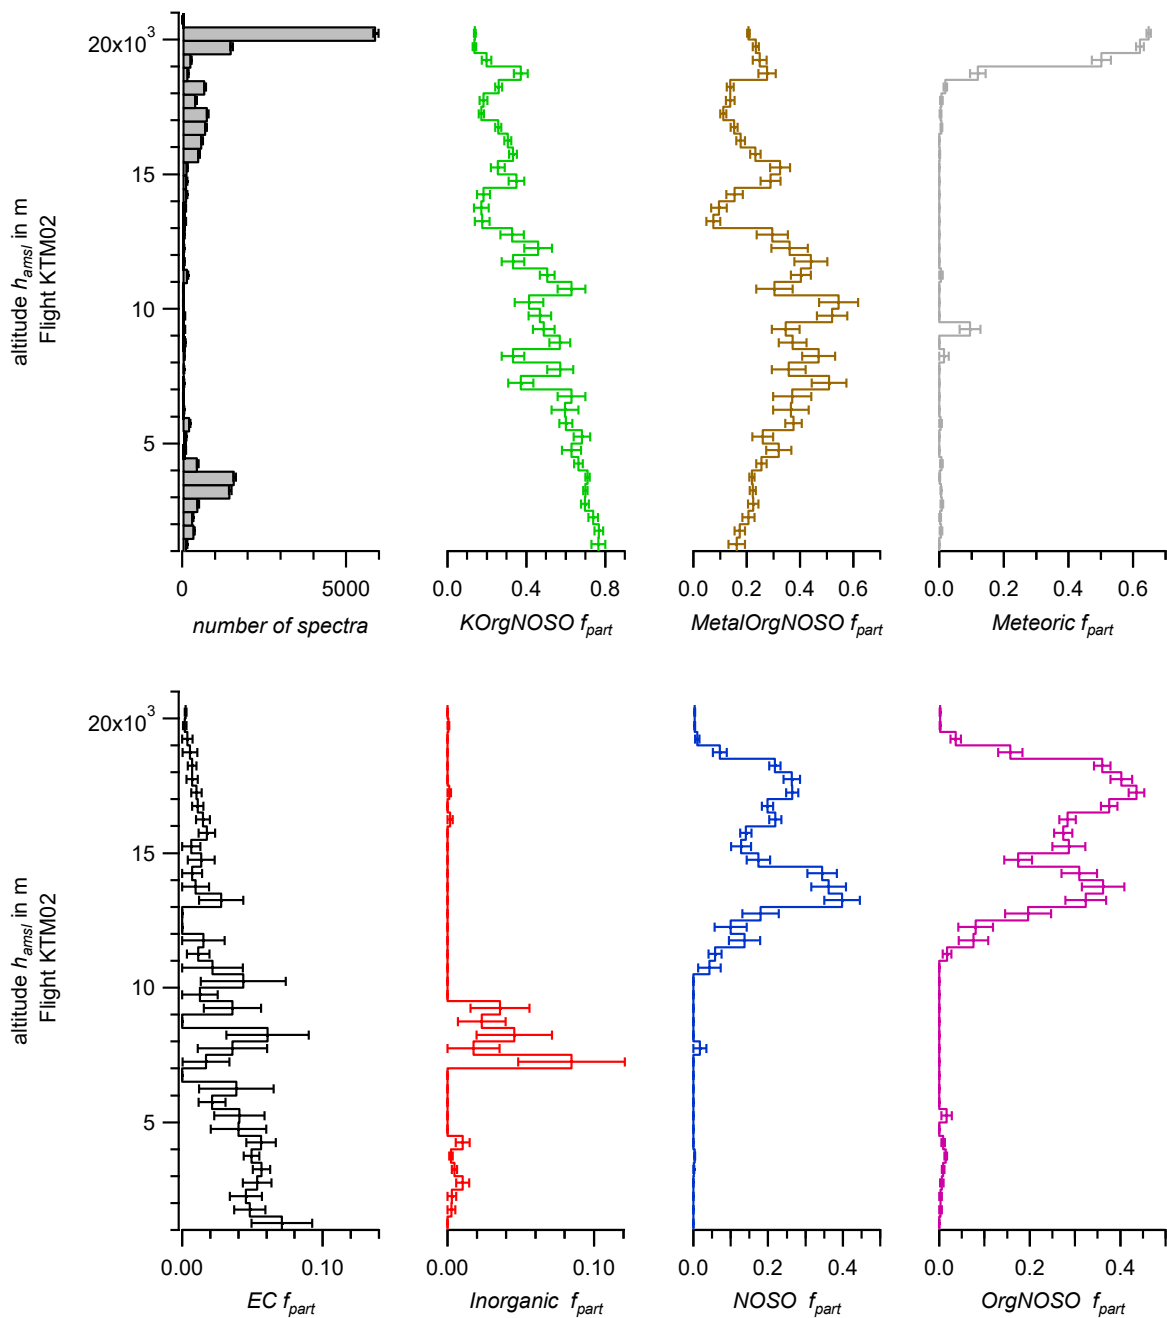 altitude h_amsl in m
Flight KTM02
20x10³
15
10
5
0
5000
number of spectra
0.0
0.4
0.8
KOrgNOSO f_part
0.0
0.2
0.4
0.6
MetalOrgNOSO f_part
0.0
0.2
0.4
0.6
Meteoric f_part
altitude h_amsl in m
Flight KTM02
20x10³
15
10
5
0.00
0.10
EC f_part
0.00
0.10
Inorganic f_part
0.0
0.2
0.4
NOSO f_part
0.0
0.2
0.4
OrgNOSO f_part